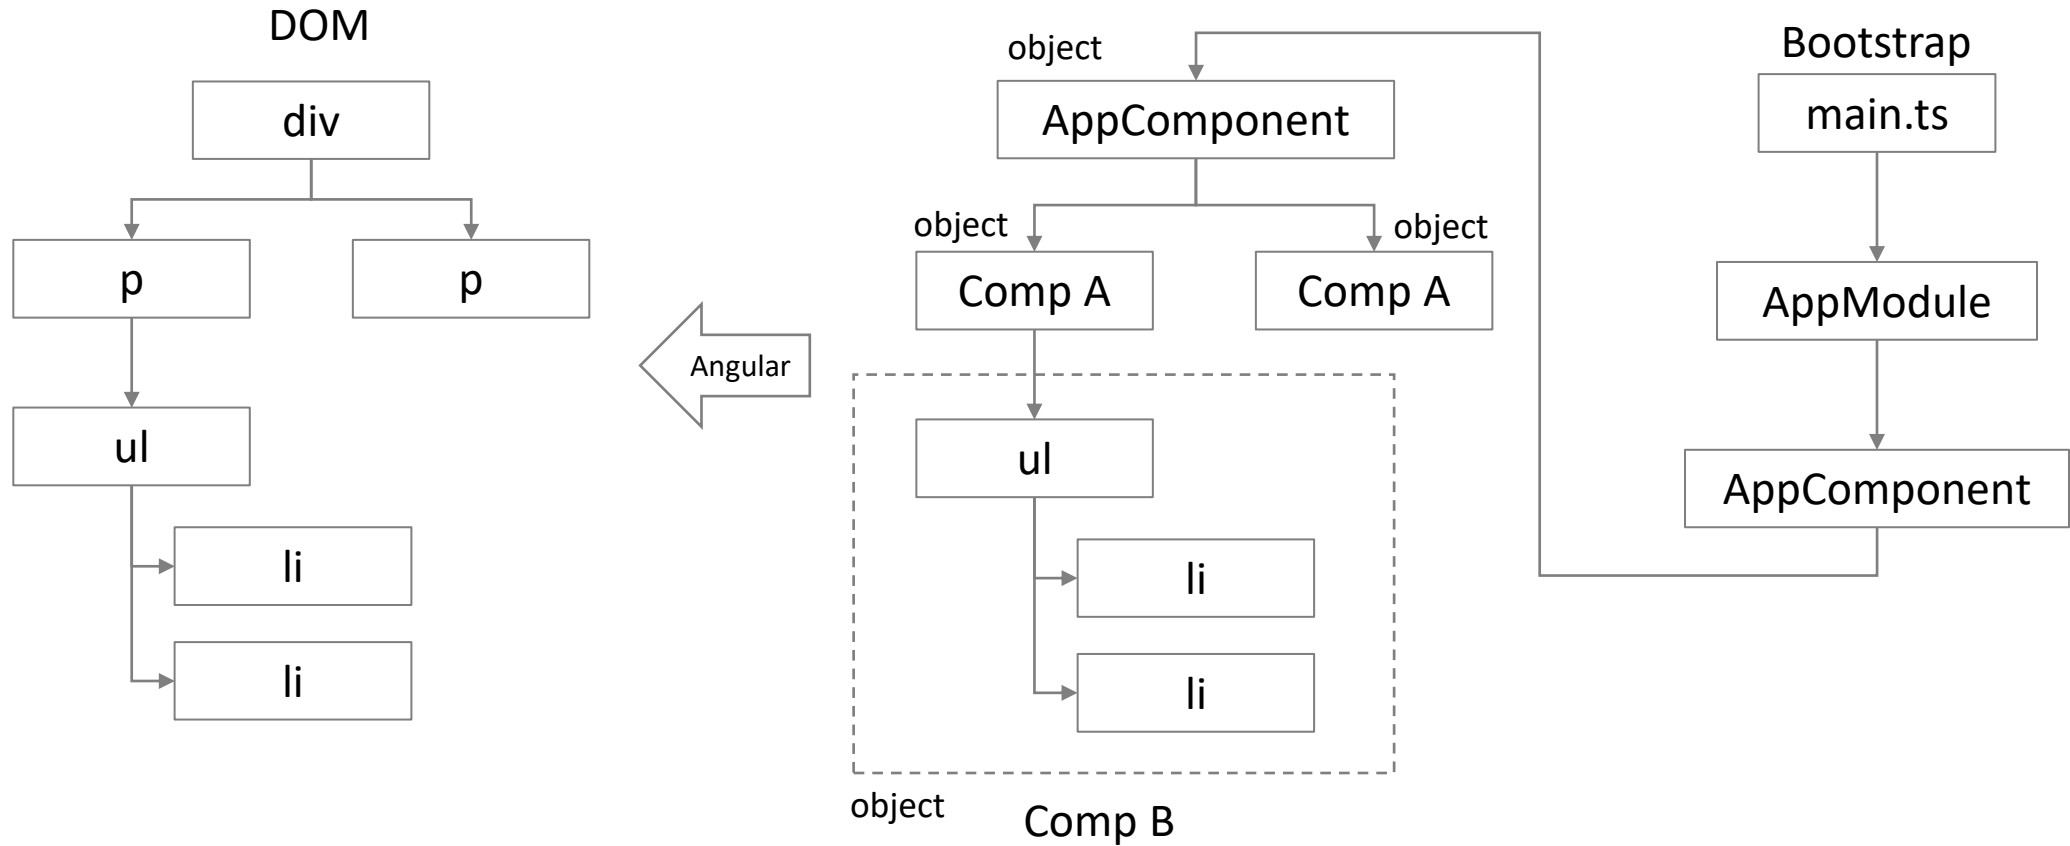 DOM
div
p
p
ul
li
li
Angular
object
AppComponent
object
object
Comp A
Comp A
ul
li
li
object
Comp B
Bootstrap
main.ts
AppModule
AppComponent